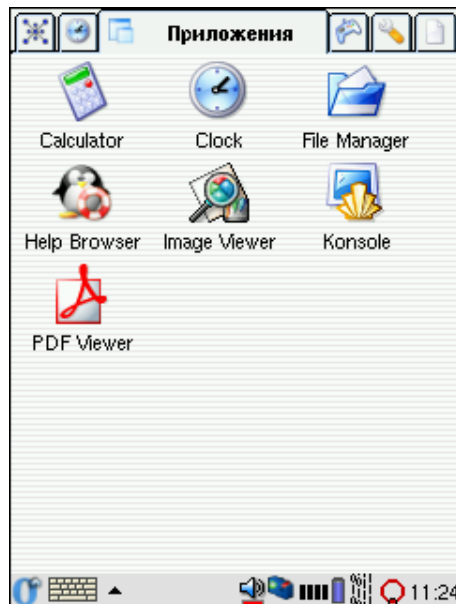 Приложения
Calculator Clock File Manager
Help Browser Image Viewer Konsole
PDF Viewer
11:24